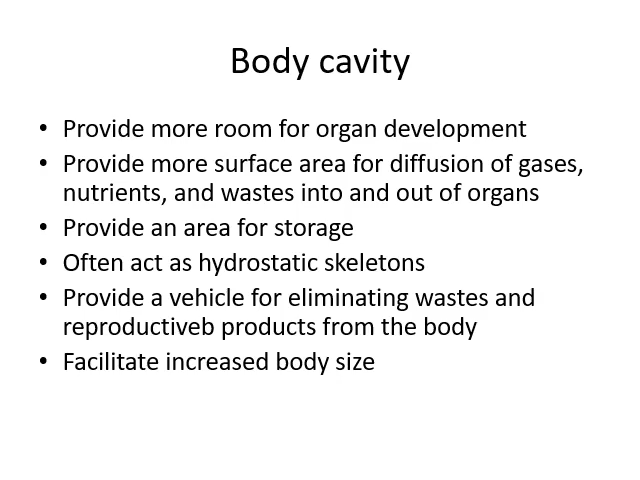 Body cavity
• Provide more room for organ development
• Provide more surface area for diffusion of gases,
nutrients, and wastes into and out of organs
• Provide an area for storage
• Often act as hydrostatic skeletons
• Provide a vehicle for eliminating wastes and
reproductiveb products from the body
• Facilitate increased body size